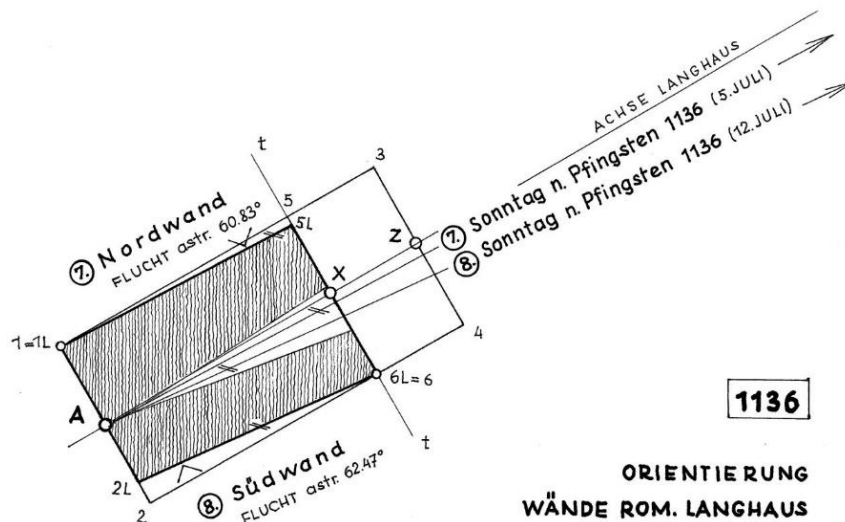 ACHSE LANGHAUS
⑦. Sonntag n. Pfingsten 1136 (5. JULI)
⑧. Sonntag n. Pfingsten 1136 (12. JULI)
t
3
5
5L
⑦. Nordwand
FLUCHT astr. 60.83°
Z
X
1=1L
4
6L=6
A
t
2L
2
⑧. Südwand
FLUCHT astr. 62.47°
1136
ORIENTIERUNG
WÄNDE ROM. LANGHAUS